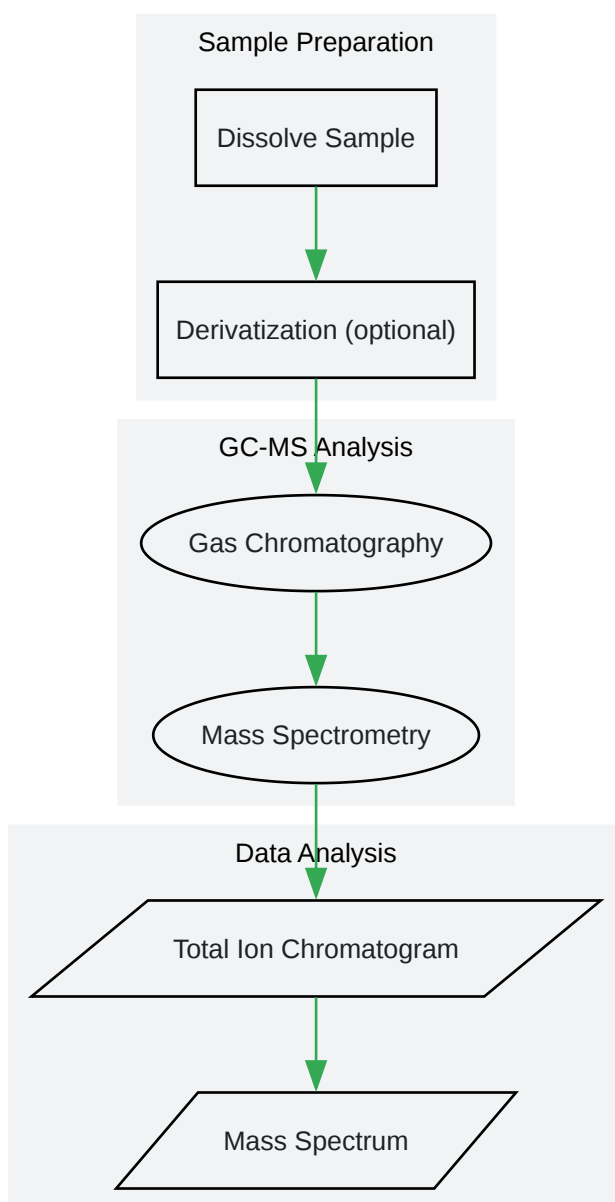 Sample Preparation
Dissolve Sample
Derivatization (optional)
GC-MS Analysis
Gas Chromatography
Mass Spectrometry
Data Analysis
Total Ion Chromatogram
Mass Spectrum